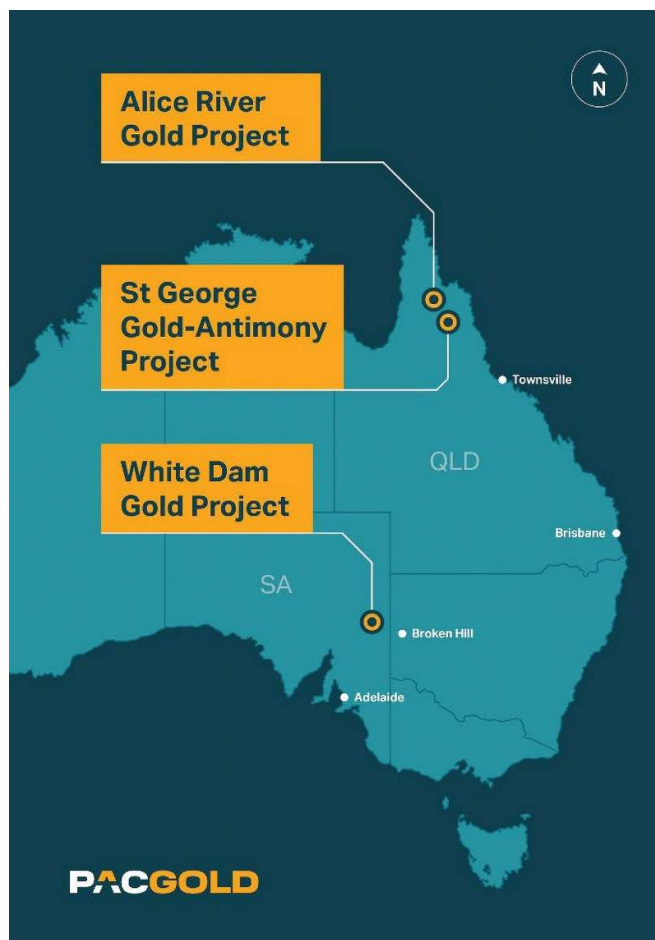 Alice River
Gold Project
N
St George
Gold-Antimony
Project
Townsville
White Dam
Gold Project
QLD
Brisbane
SA
Broken Hill
Adelaide
PACGOLD